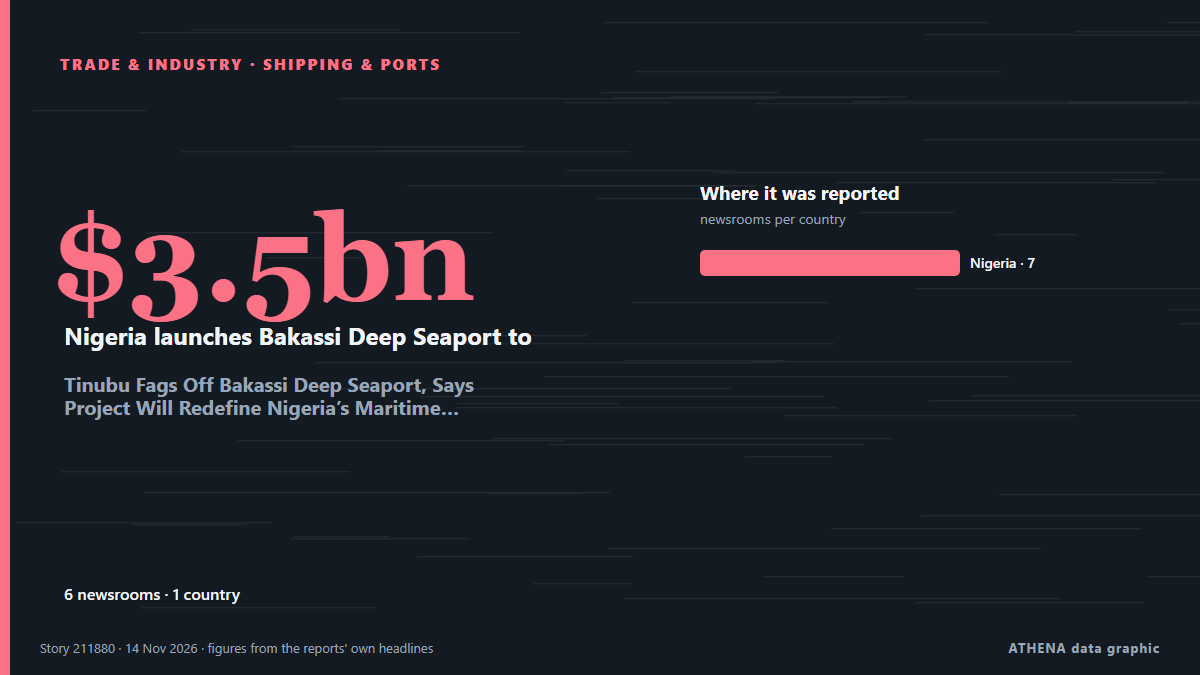 TRADE & INDUSTRY · SHIPPING & PORTS
$3.5bn
Nigeria launches Bakassi Deep Seaport to
Tinubu Fags Off Bakassi Deep Seaport, Says
Project Will Redefine Nigeria’s Maritime…
Where it was reported
newsrooms per country
Nigeria · 7
6 newsrooms · 1 country
Story 211880 · 14 Nov 2026 · figures from the reports' own headlines
ATHENA data graphic